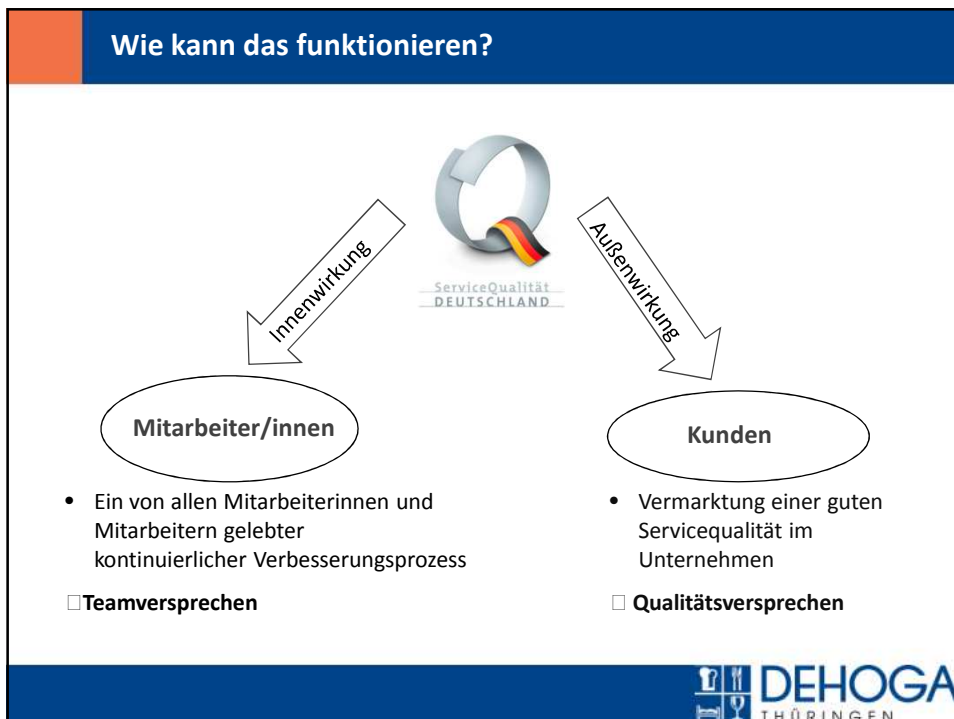 Wie kann das funktionieren?
ServiceQualität
DEUTSCHLAND
Innenwirkung
Außenwirkung
Mitarbeiter/innen
Kunden
• Ein von allen Mitarbeiterinnen und
Mitarbeitern gelebter
kontinuierlicher Verbesserungsprozess
Teamversprechen
• Vermarktung einer guten
Servicequalität im
Unternehmen
Qualitätsversprechen
DEHOGA
THÜRINGEN